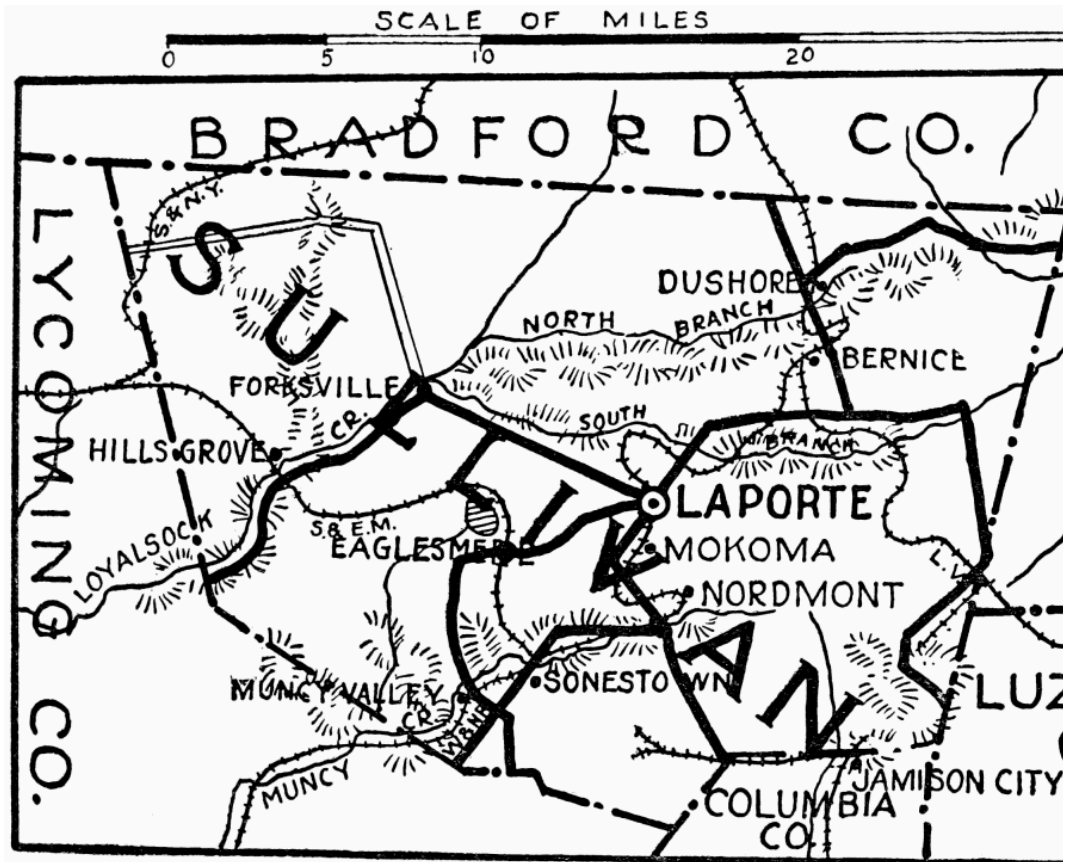 SCALE OF MILES
0 5 10 20
BRADFORD CO.
LYCOMING CO.
SULLIVAN
S. & N.Y.
DUSHORE
NORTH BRANCH
BERNICE
FORKSVILLE
CR.
SOUTH BRANCH
HILLS GROVE
LAPORTE
S. & E.M.
LOYALSOCK
EAGLESMERE
MOKOMA
L.V.
NORDMONT
MUNCY VALLEY
SONESTOWN
LUZ
CR.
W.& N.B.
MUNCY
JAMISON CITY
COLUMBIA
CO.